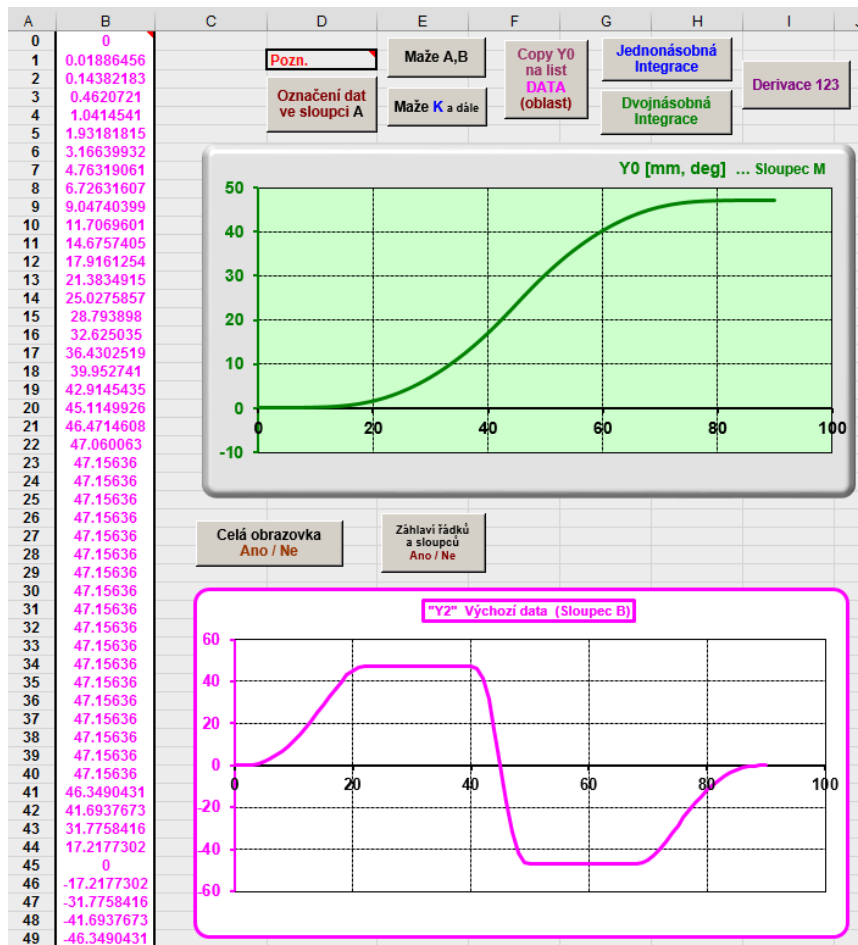 A B C D E F G H I
Pozn.
Maže A,B
Copy Y0
na list
DATA
(oblast)
Jednonásobná
Integrace
Derivace 123
Označení dat
ve sloupci A
Maže K a dále
Dvojnásobná
Integrace
0 0
1 0.01886456
2 0.14382183
3 0.4620721
4 1.0414541
5 1.93181815
6 3.16639932
7 4.76319061
8 6.72631607
9 9.04740399
10 11.7069601
11 14.6757405
12 17.9161254
13 21.3834915
14 25.0275857
15 28.793898
16 32.625035
17 36.4302519
18 39.952741
19 42.9145435
20 45.1149926
21 46.4714608
22 47.060063
23 47.15636
24 47.15636
25 47.15636
26 47.15636
27 47.15636
28 47.15636
29 47.15636
30 47.15636
31 47.15636
32 47.15636
33 47.15636
34 47.15636
35 47.15636
36 47.15636
37 47.15636
38 47.15636
39 47.15636
40 47.15636
41 46.3490431
42 41.6937673
43 31.7758416
44 17.2177302
45 0
46 -17.2177302
47 -31.7758416
48 -41.6937673
49 -46.3490431
Y0 [mm, deg] ... Sloupec M
50
40
30
20
10
0
-10
0 20 40 60 80 100
Celá obrazovka
Ano / Ne
Záhlaví řádků
a sloupců
Ano / Ne
"Y2" Výchozí data (Sloupec B)
60
40
20
0
-20
-40
-60
0 20 40 60 80 100